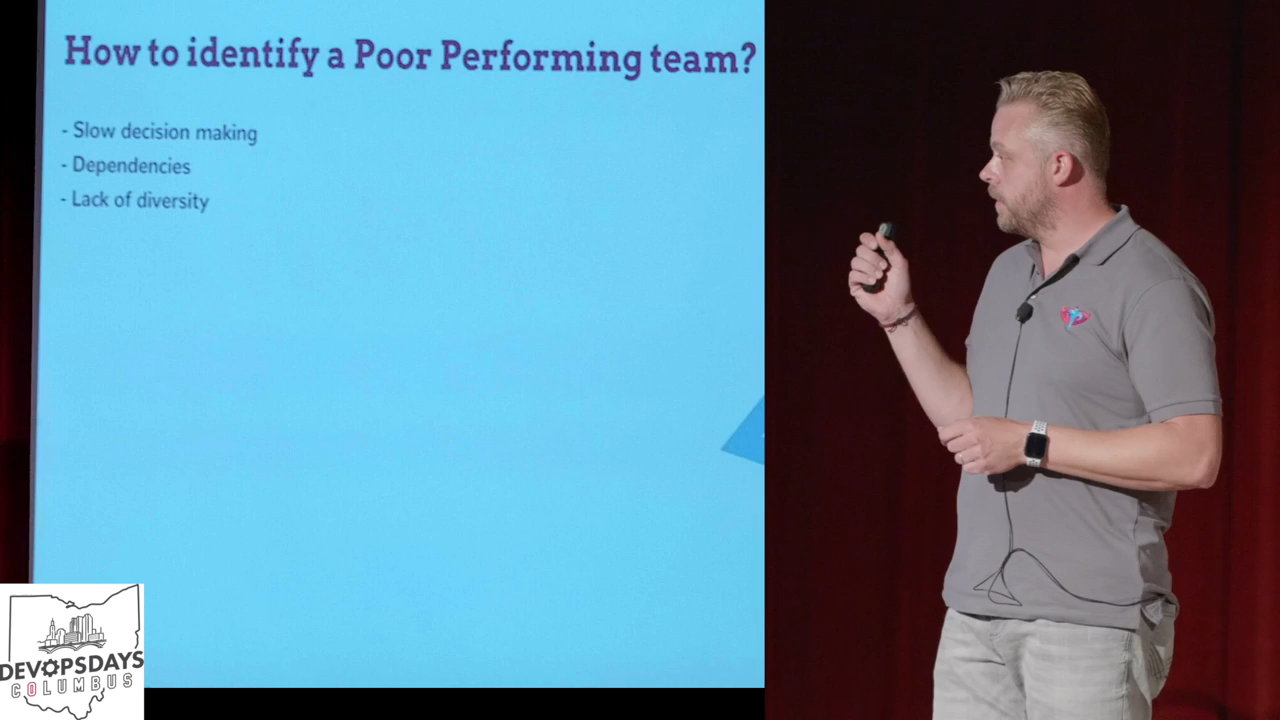 How to identify a Poor Performing team?
- Slow decision making
- Dependencies
- Lack of diversity
DEVOPSDAYS
COLUMBUS